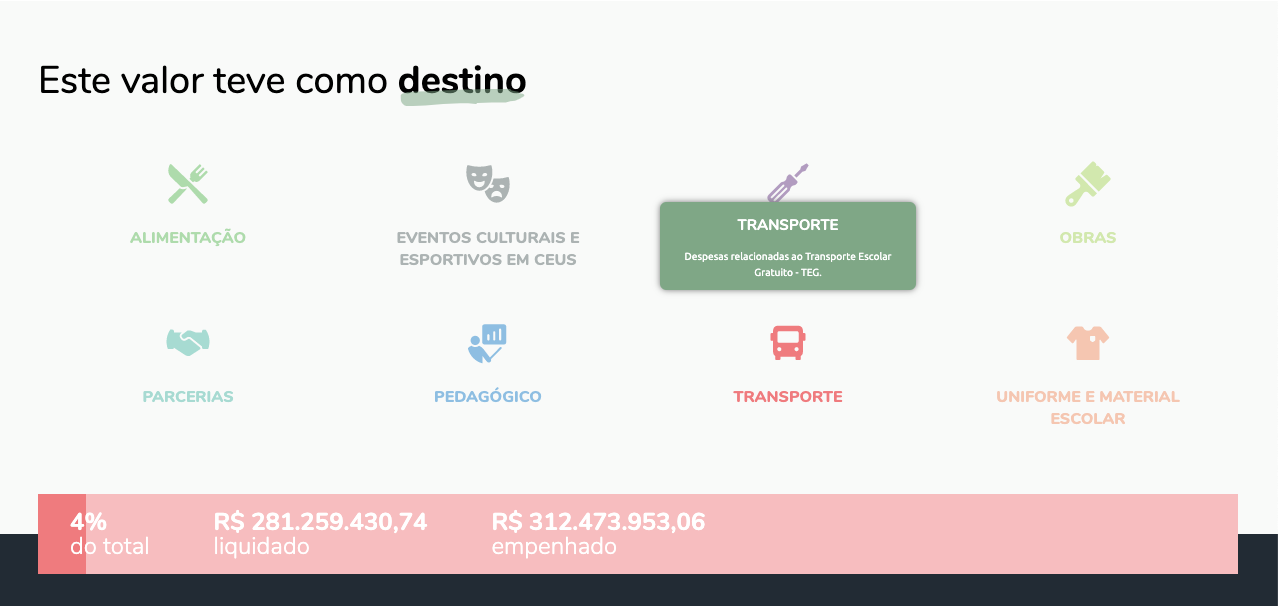 Este valor teve como destino
ALIMENTAÇÃO
EVENTOS CULTURAIS E
ESPORTIVOS EM CEUS
TRANSPORTE
Despesas relacionadas ao Transporte Escolar
Gratuito - TEG.
OBRAS
PARCERIAS
PEDAGÓGICO
TRANSPORTE
UNIFORME E MATERIAL
ESCOLAR
4%
do total
R$ 281.259.430,74
liquidado
R$ 312.473.953,06
empenhado